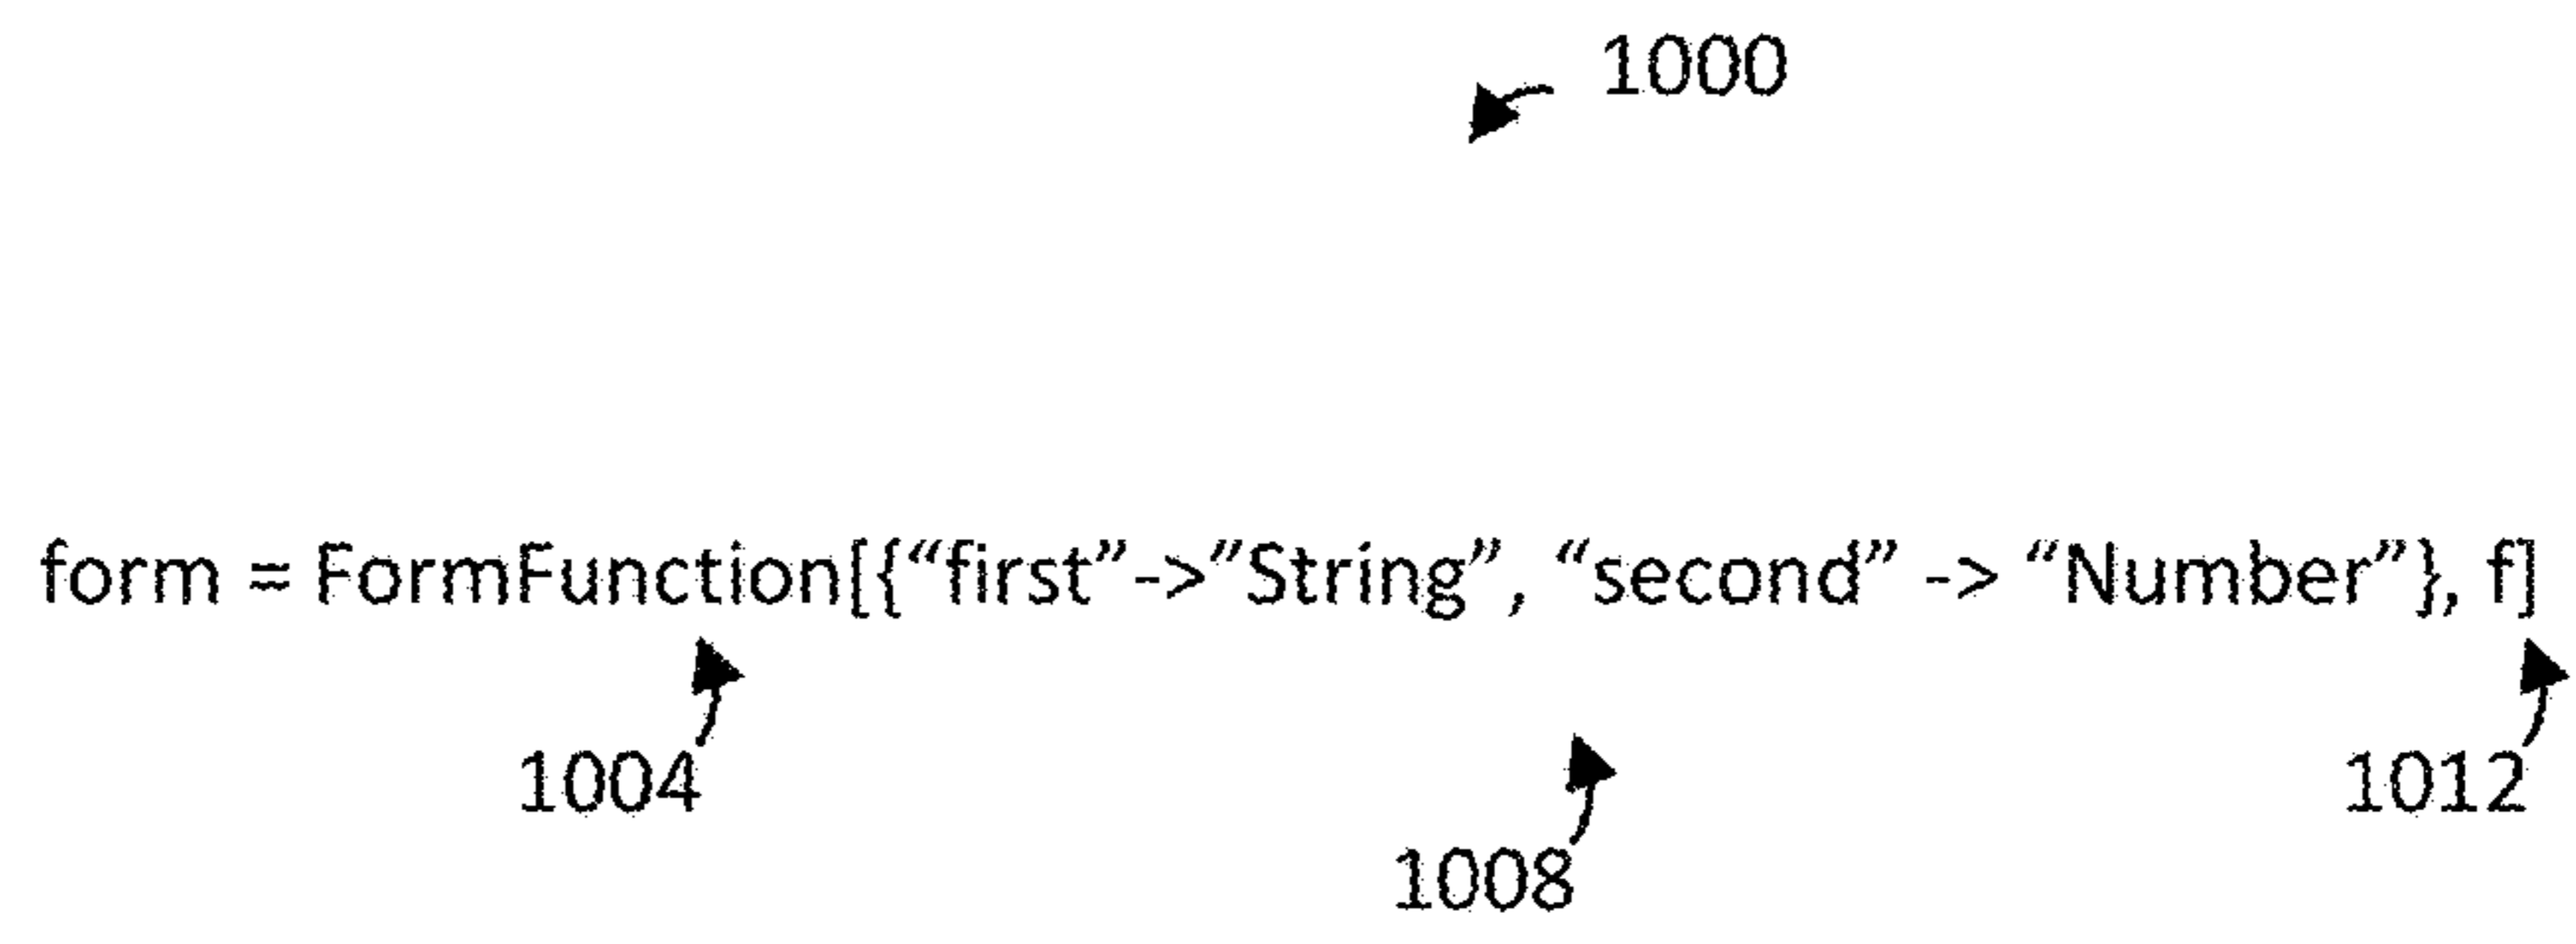 1000
form = FormFunction[{“first”->”String”, “second” -> “Number”}, f]
1004
1012
1008